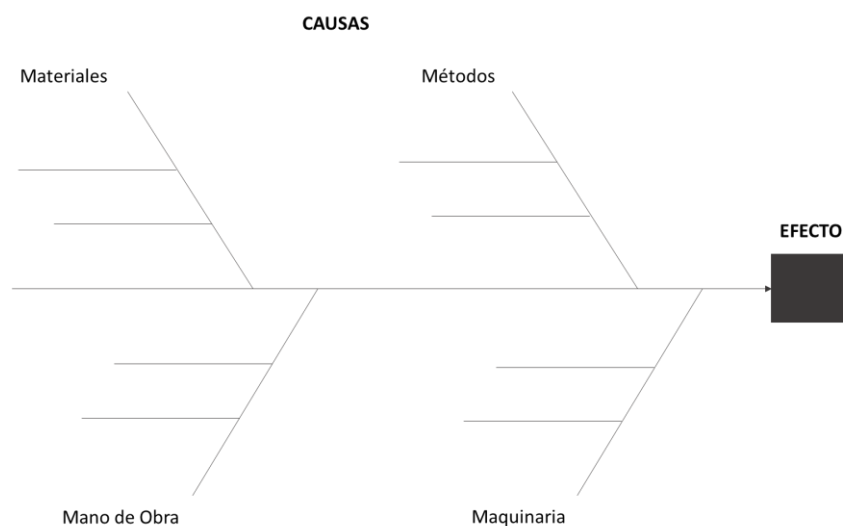 CAUSAS
Materiales
Métodos
EFECTO
Mano de Obra
Maquinaria